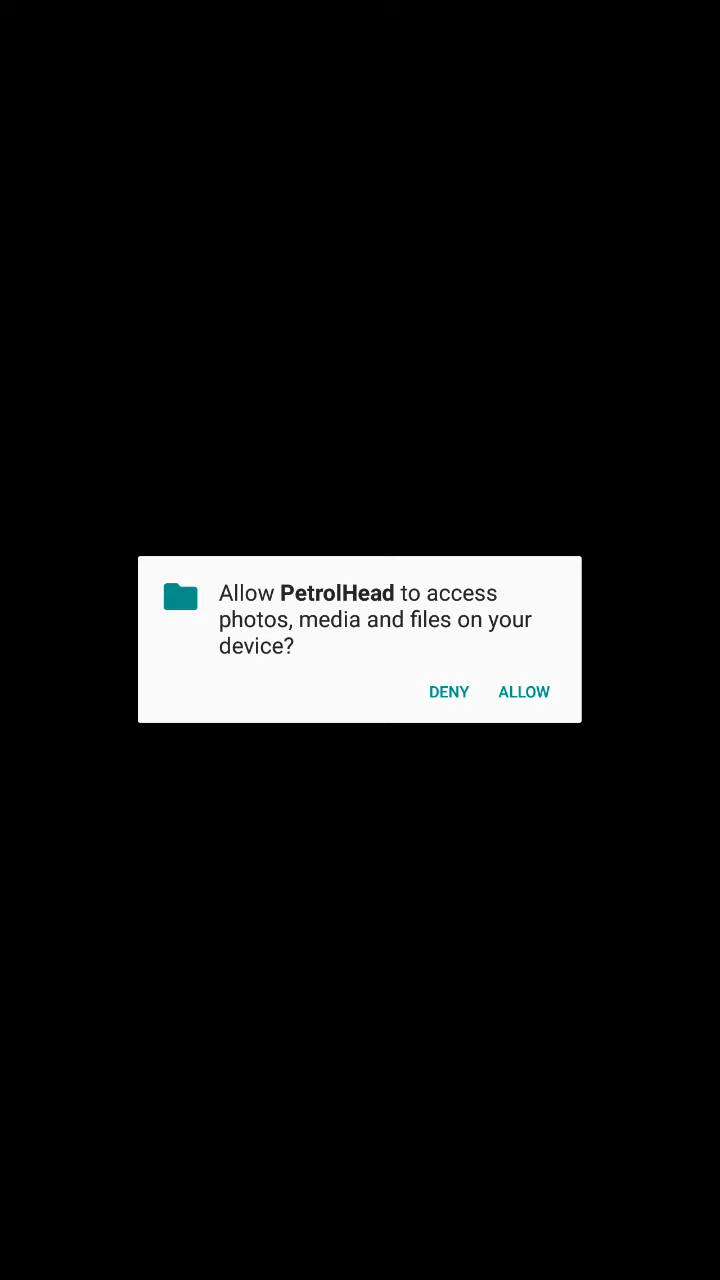 Allow PetrolHead to access
photos, media and files on your
device?
DENY ALLOW